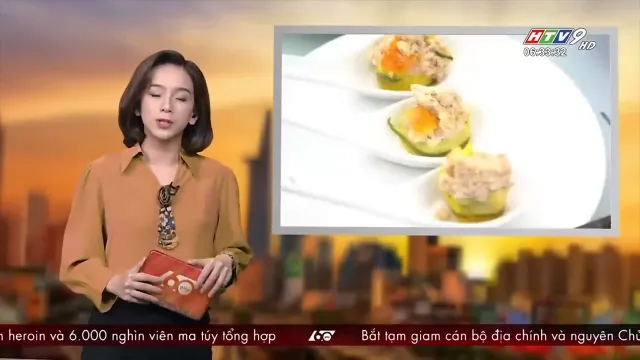 HTV9 HD
06:33:32
heroin và 6.000 nghìn viên ma túy tổng hợp
60
Bắt tạm giam cán bộ địa chính và nguyên